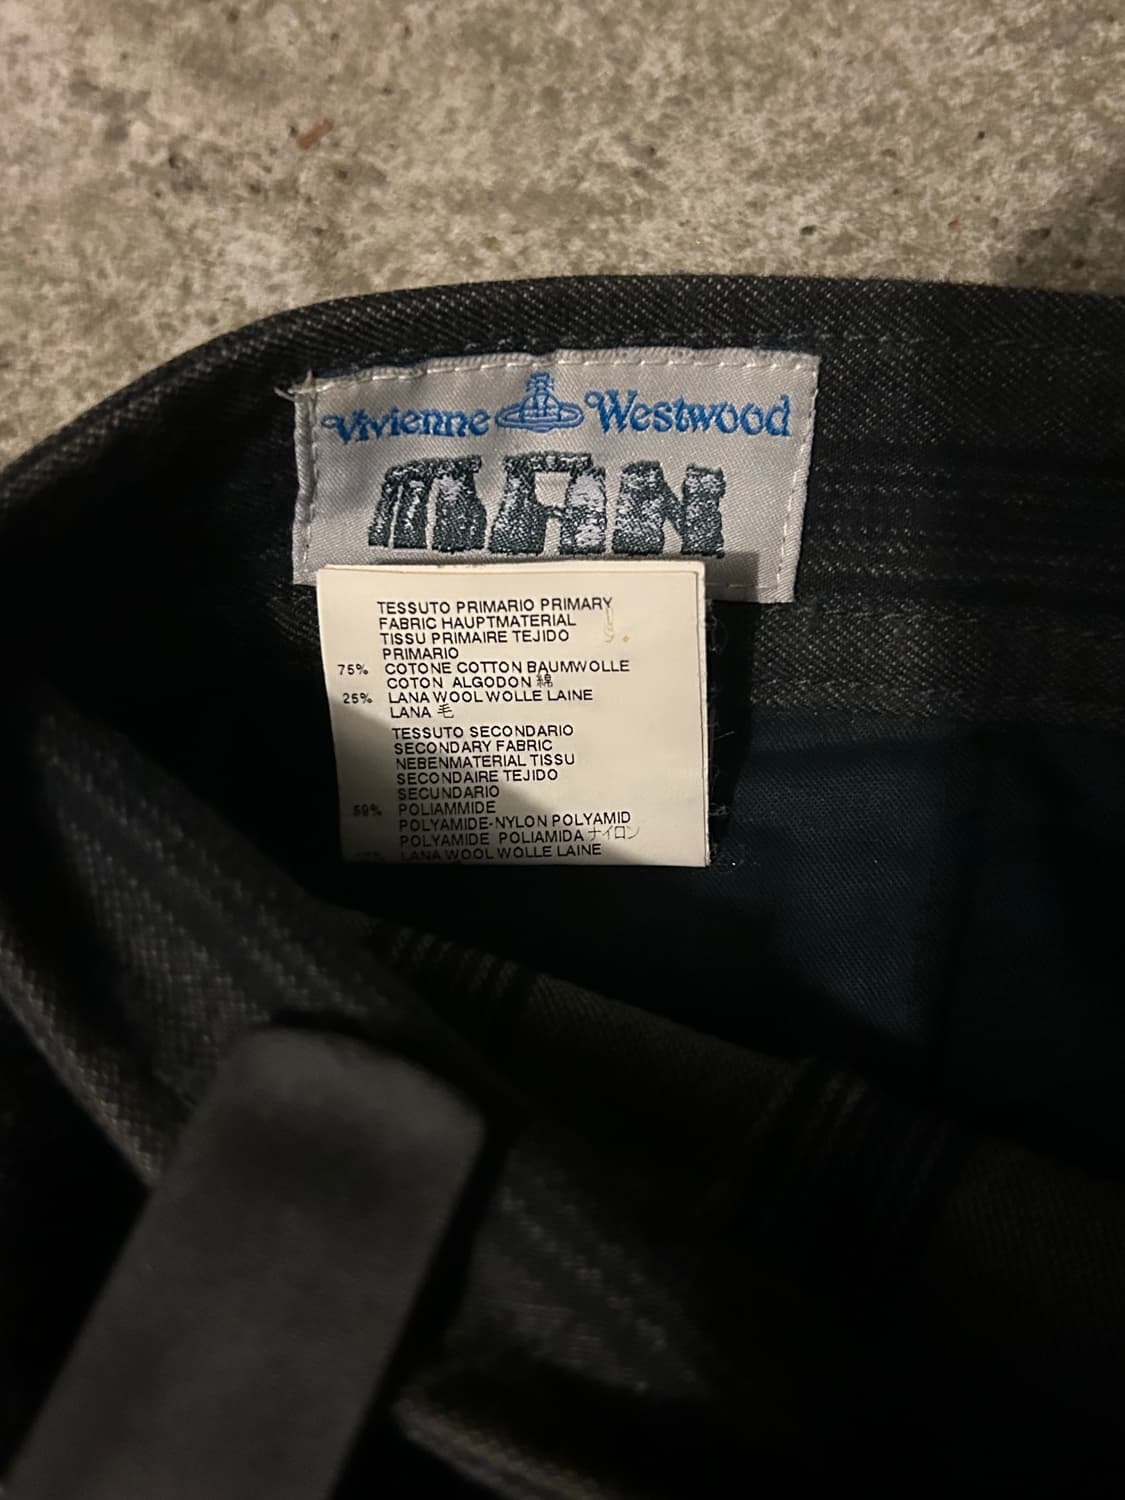 Vivienne Westwood
MAN
TESSUTO PRIMARIO PRIMARY
FABRIC HAUPTMATERIAL
TISSU PRIMAIRE TEJIDO
PRIMARIO
75% COTONE COTTON BAUMWOLLE
COTON ALGODON 綿
25% LANA WOOL WOLLE LAINE
LANA 毛
TESSUTO SECONDARIO
SECONDARY FABRIC
NEBENMATERIAL TISSU
SECONDAIRE TEJIDO
SECUNDARIO
POLIAMMIDE
POLYAMIDE-NYLON POLYAMID
POLYAMIDE POLIAMIDA ナイロン
LANA WOOL WOLLE LAINE